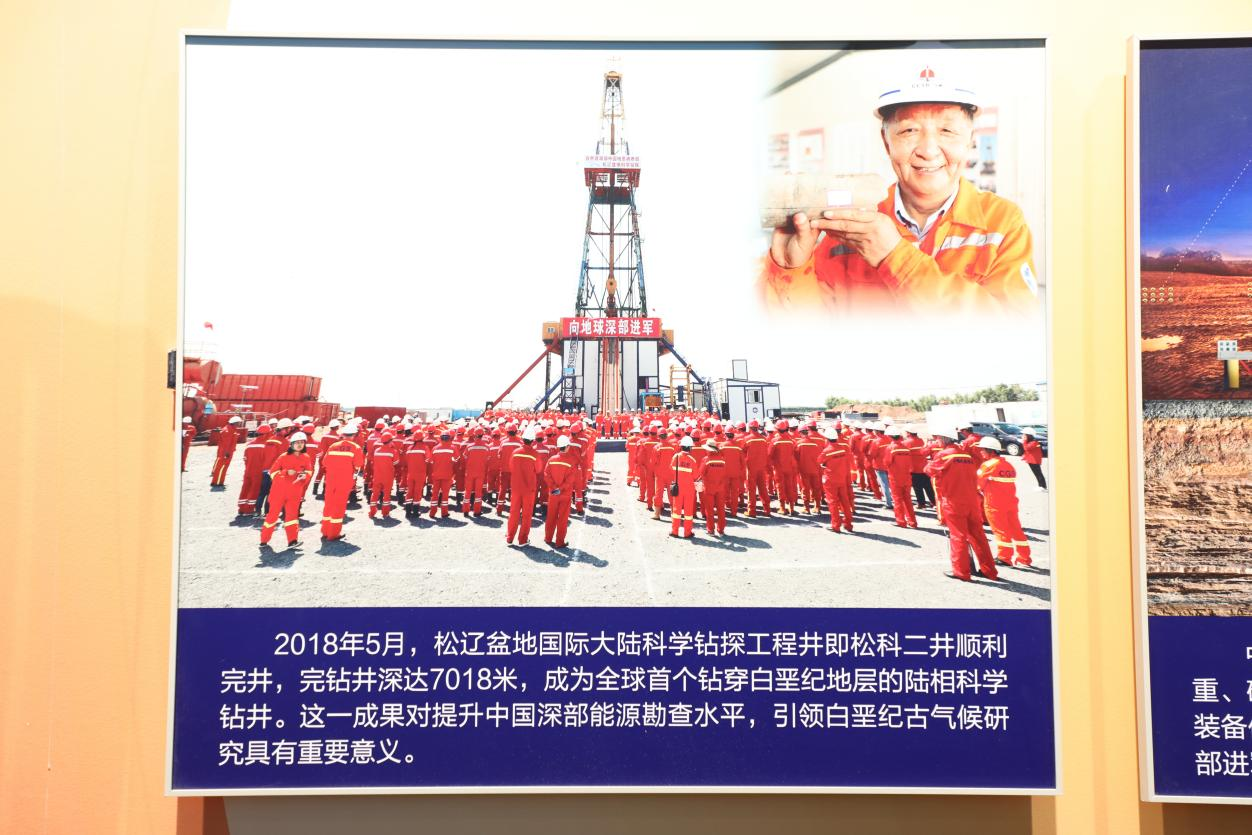 向地球深部进军
2018年5月，松辽盆地国际大陆科学钻探工程井即松科二井顺利
完井，完钻井深达7018米，成为全球首个钻穿白垩纪地层的陆相科学
钻井。这一成果对提升中国深部能源勘查水平，引领白垩纪古气候研
究具有重要意义。
重、
装备
部进